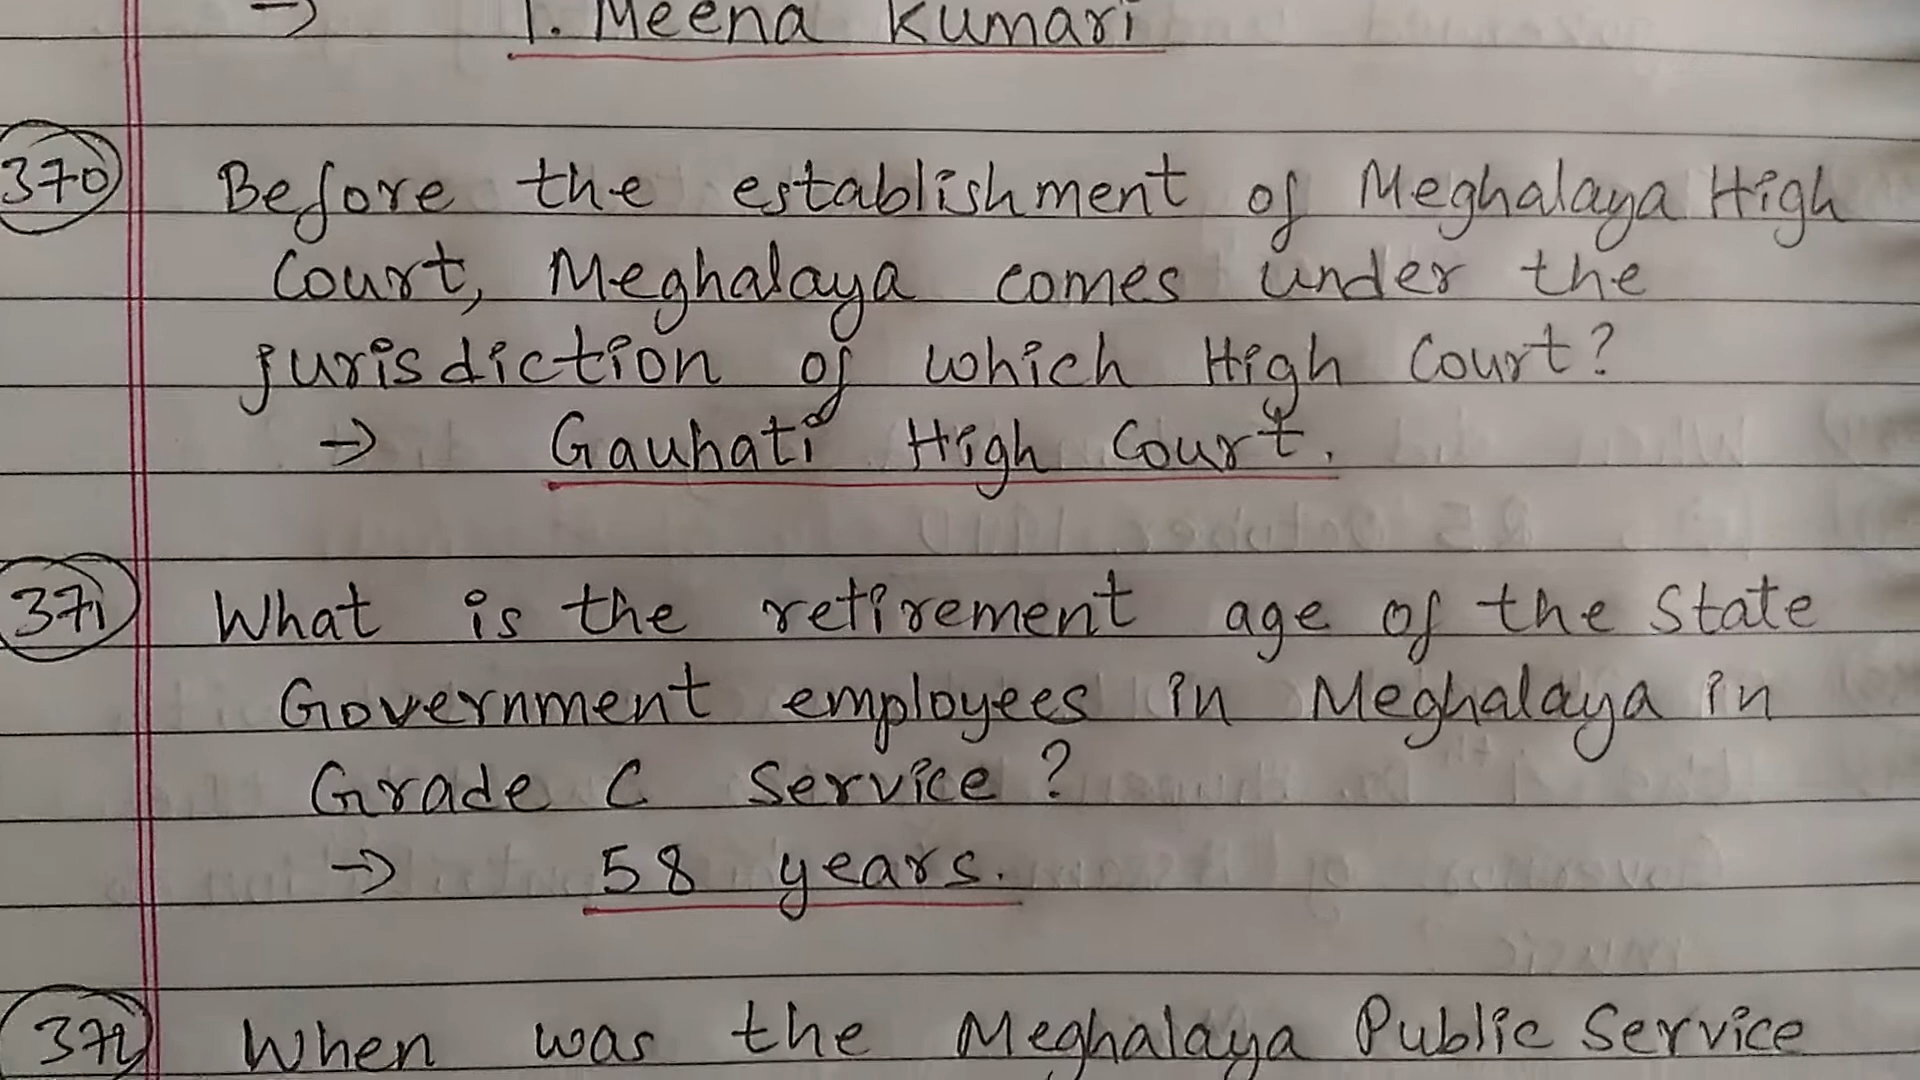 → T. Meena Kumari
370 Before the establishment of Meghalaya High
Court, Meghalaya comes under the
jurisdiction of which High Court?
→ Gauhati High Court.
371 What is the retirement age of the State
Government employees in Meghalaya in
Grade C Service?
→ 58 years.
372 When was the Meghalaya Public Service